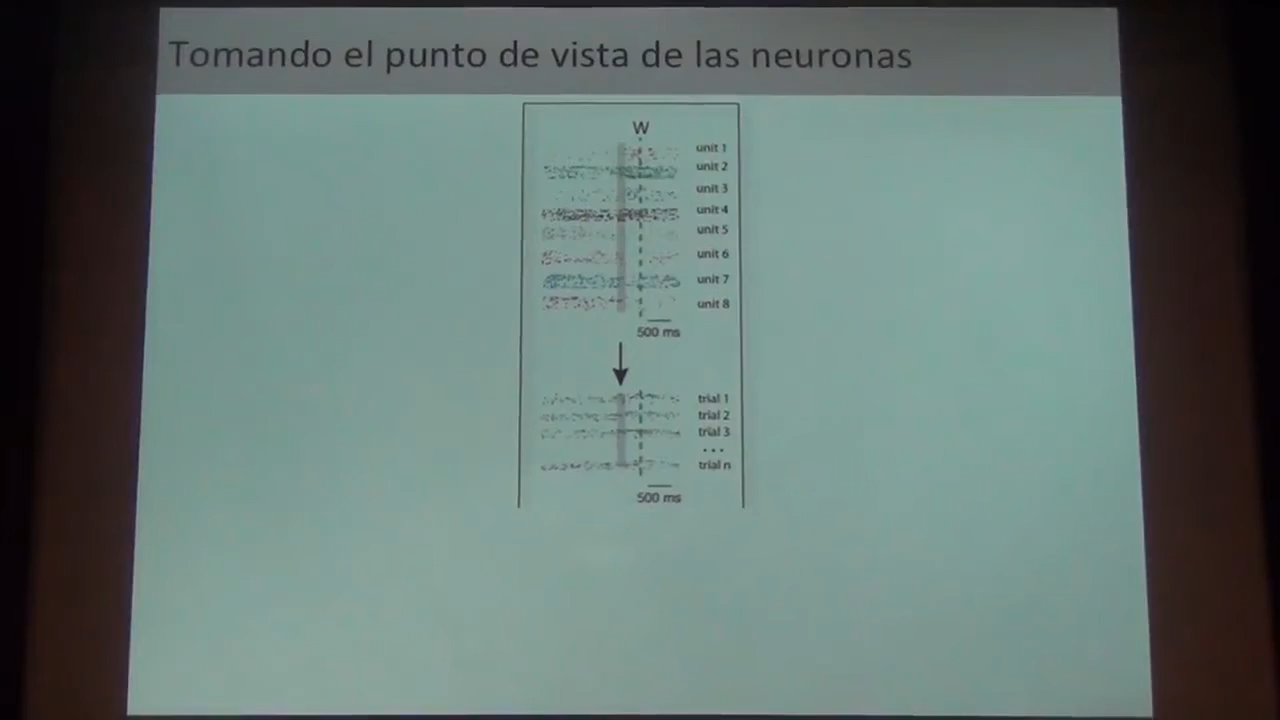 Tomando el punto de vista de las neuronas
W
unit 1
unit 2
unit 3
unit 4
unit 5
unit 6
unit 7
unit 8
500 ms
trial 1
trial 2
trial 3
...
trial n
500 ms